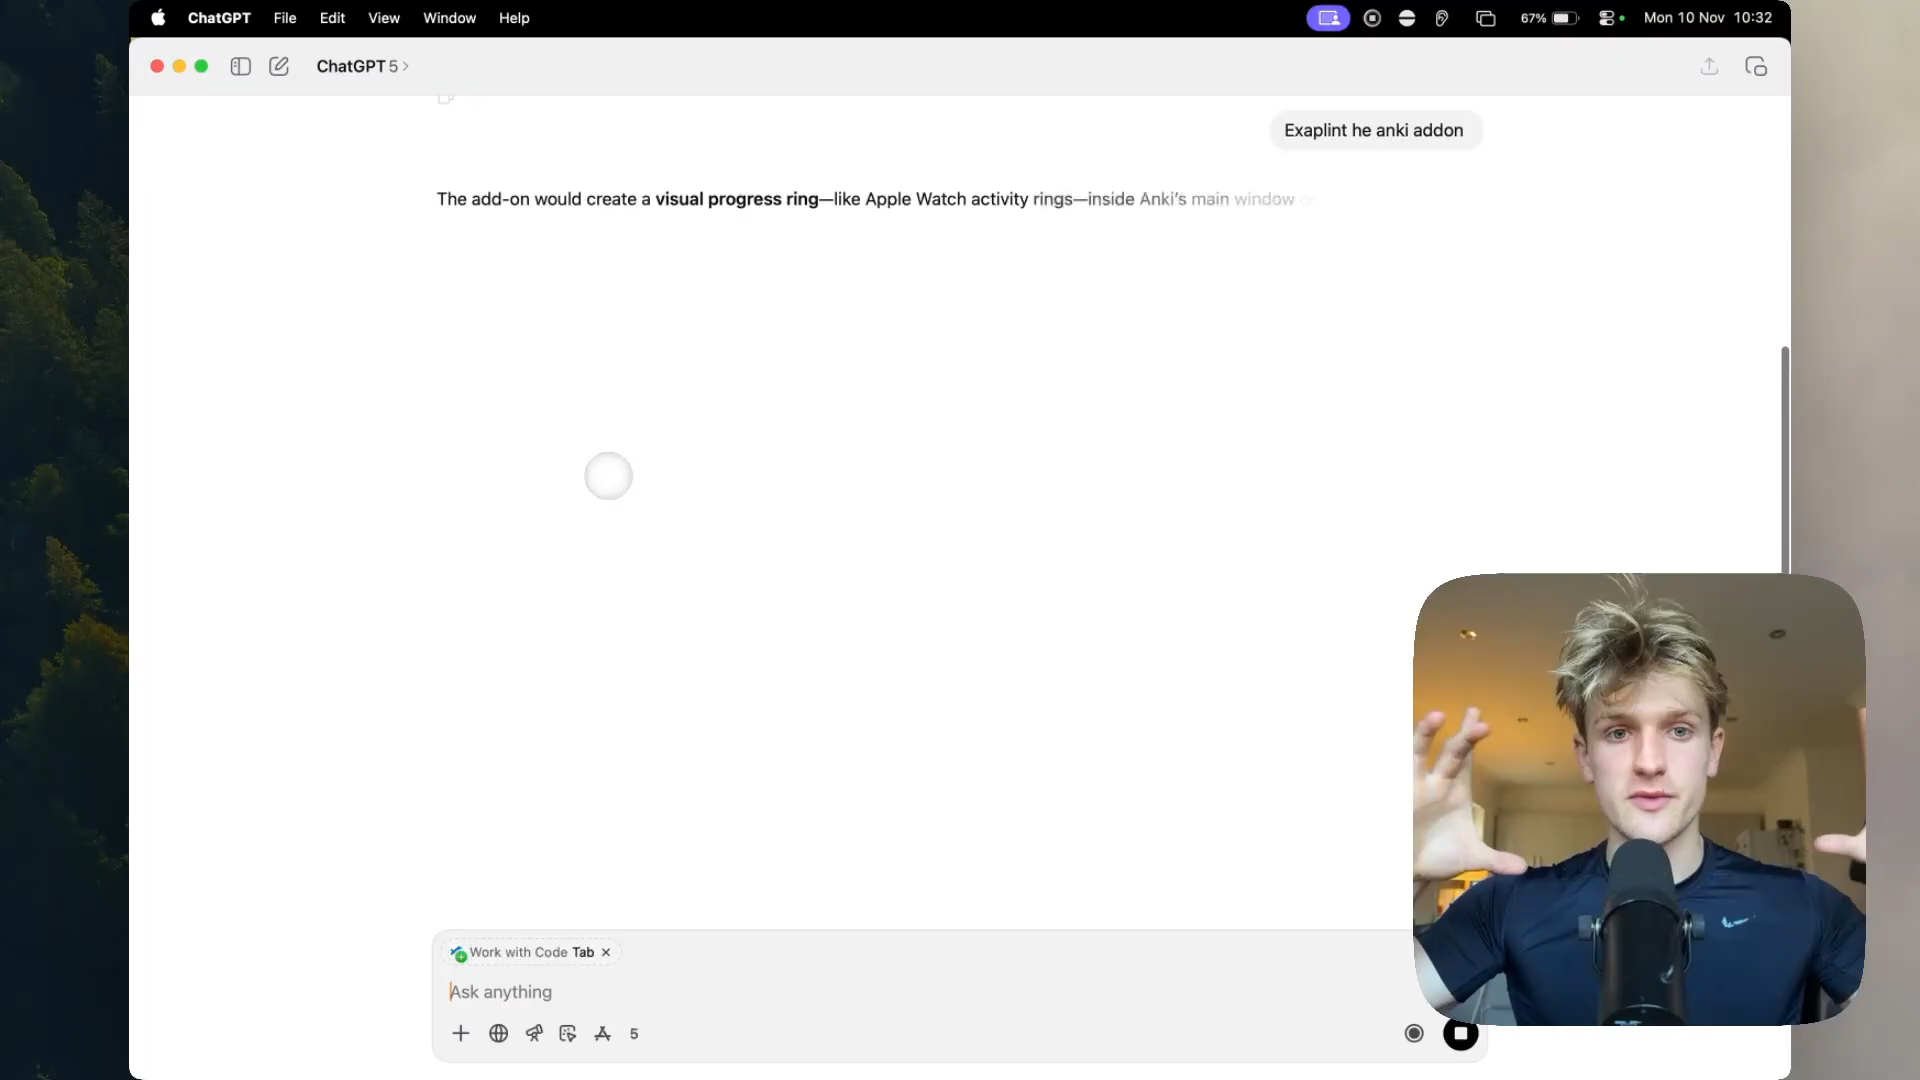 ChatGPT File Edit View Window Help
67% Mon 10 Nov 10:32
ChatGPT 5 >
Exaplint he anki addon
The add-on would create a visual progress ring—like Apple Watch activity rings—inside Anki's main window or
Work with Code Tab ×
Ask anything
5